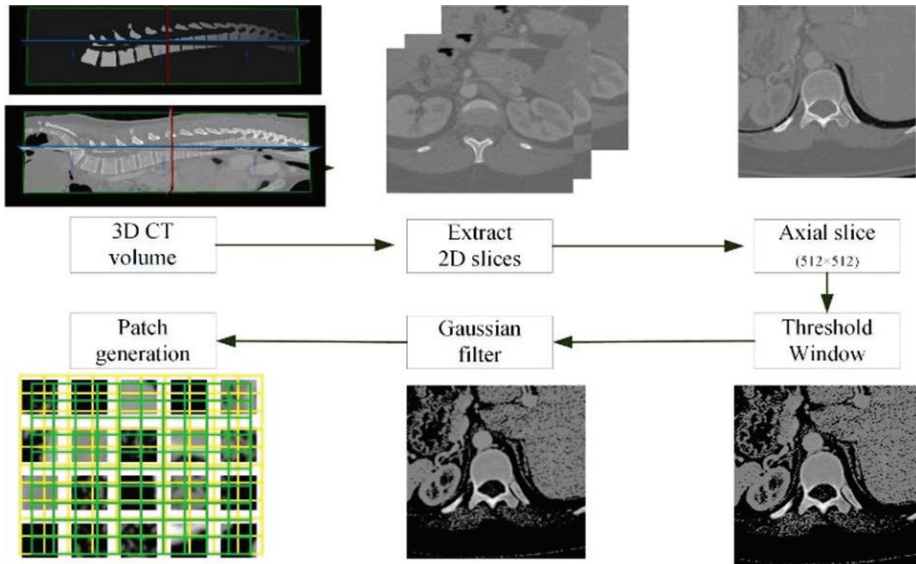 3D CT
volume
Extract
2D slices
Axial slice
(512×512)
Patch
generation
Gaussian
filter
Threshold
Window